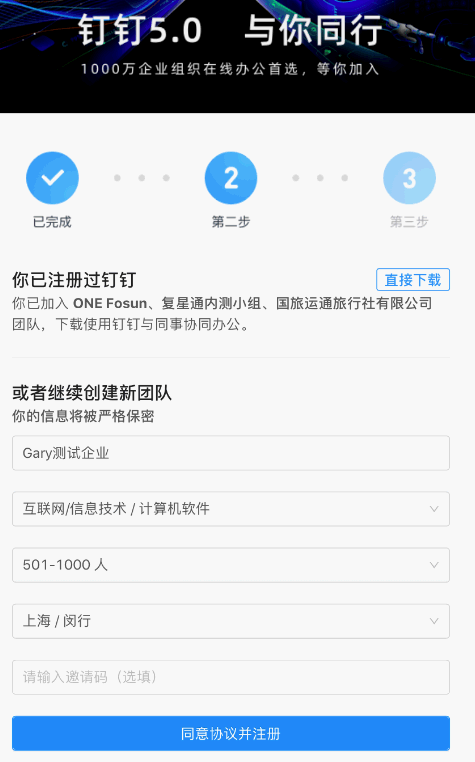 钉钉5.0 与你同行
1000万企业组织在线办公首选，等你加入
2
3
已完成
第二步
第三步
你已注册过钉钉
直接下载
你已加入 ONE Fosun、复星通内测小组、国旅运通旅行社有限公司
团队，下载使用钉钉与同事协同办公。
或者继续创建新团队
你的信息将被严格保密
Gary测试企业
互联网/信息技术 / 计算机软件
501-1000 人
上海 / 闵行
请输入邀请码（选填）
同意协议并注册